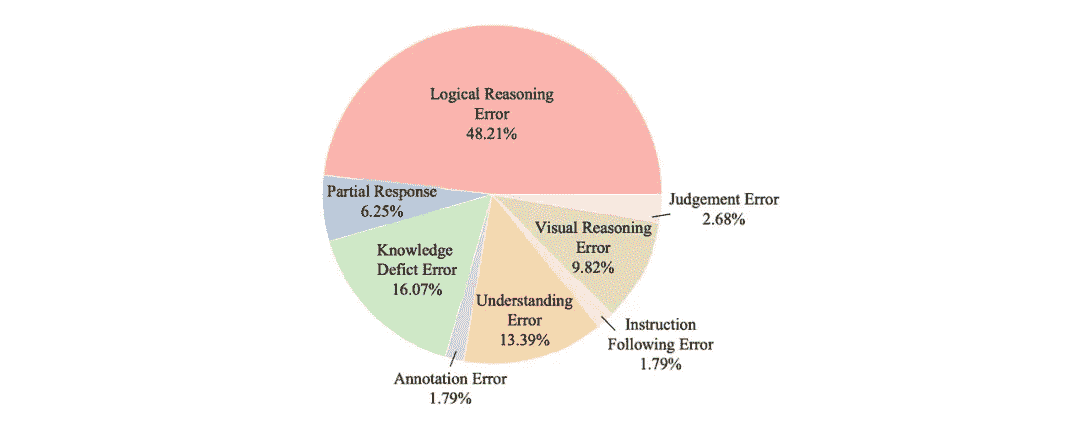 Logical Reasoning
Error
48.21%
Partial Response
6.25%
Judgement Error
2.68%
Visual Reasoning
Error
9.82%
Knowledge
Defict Error
16.07%
Understanding
Error
13.39%
Instruction
Following Error
1.79%
Annotation Error
1.79%